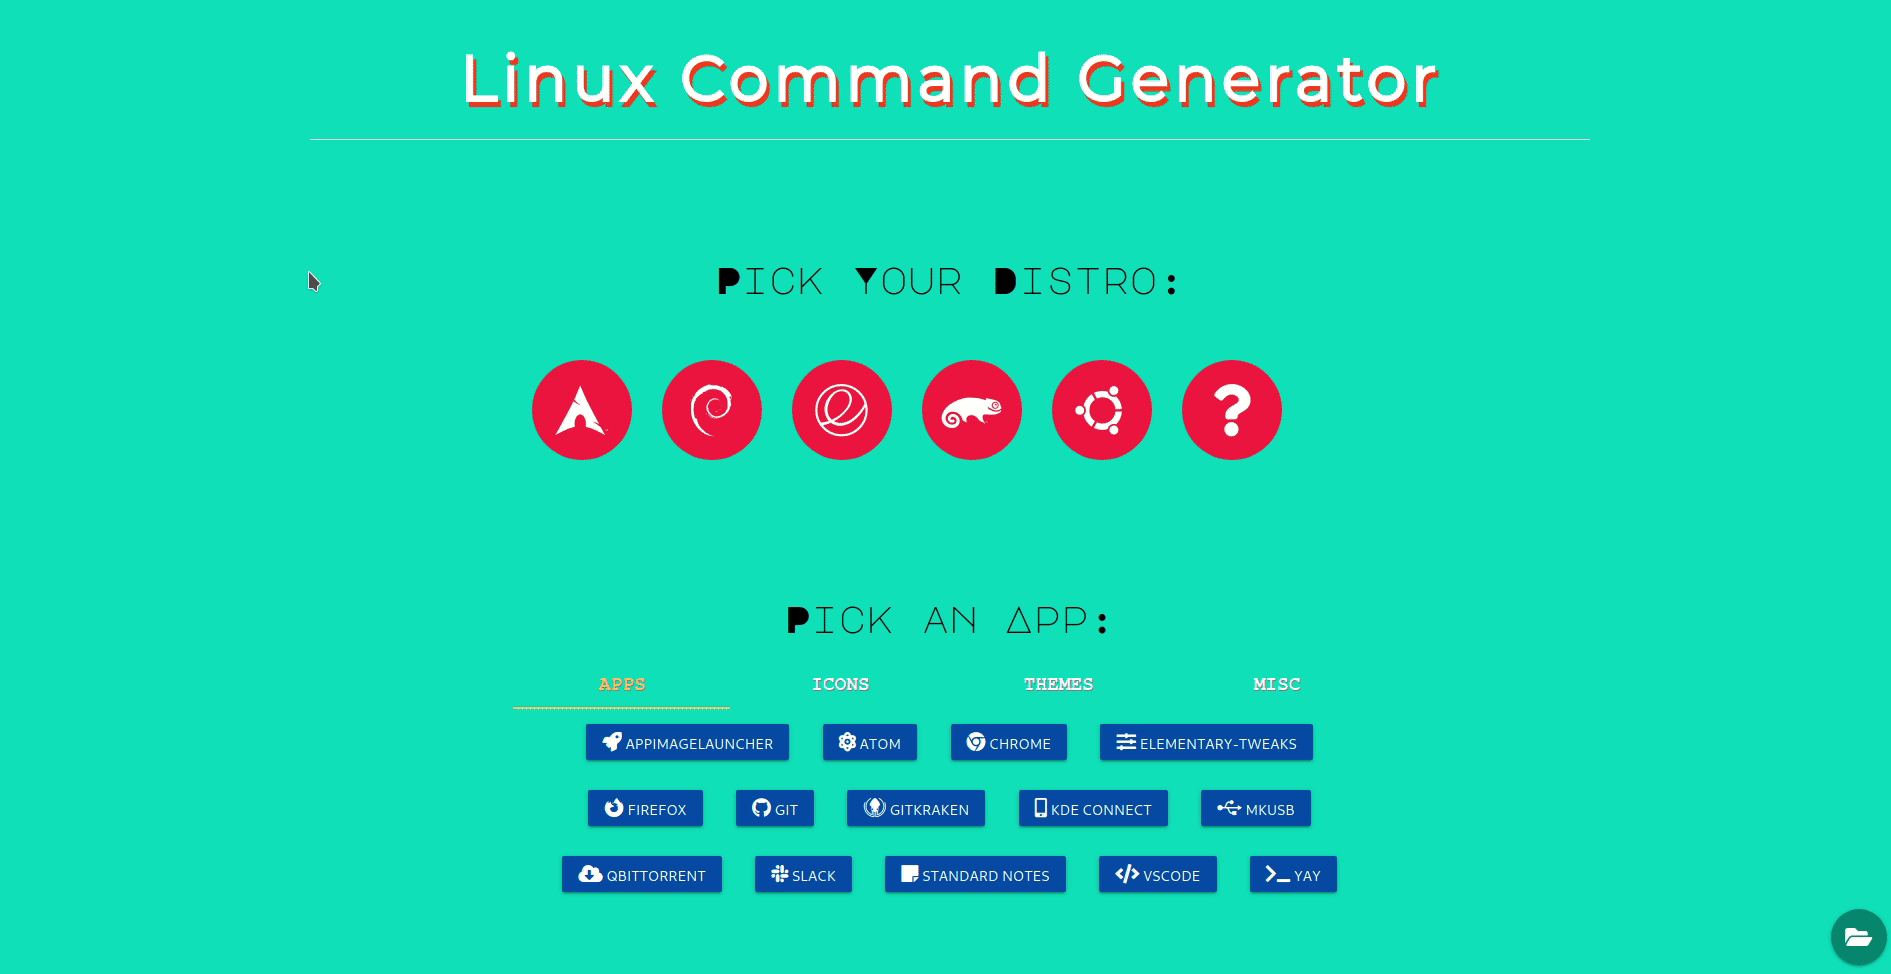 Linux Command Generator
Pick Your Distro:
?
Pick an App:
APPS ICONS THEMES MISC
APPIMAGELAUNCHER ATOM CHROME ELEMENTARY-TWEAKS
FIREFOX GIT GITKRAKEN KDE CONNECT MKUSB
QBITTORRENT SLACK STANDARD NOTES VSCODE YAY